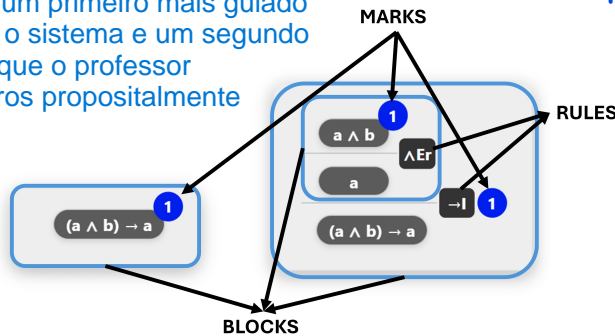 um primeiro mais guiado
o sistema e um segundo
que o professor
ros propositalmente
MARKS
RULES
1
a ∧ b
∧Er
a
→I
1
(a ∧ b) → a
1
(a ∧ b) → a
BLOCKS